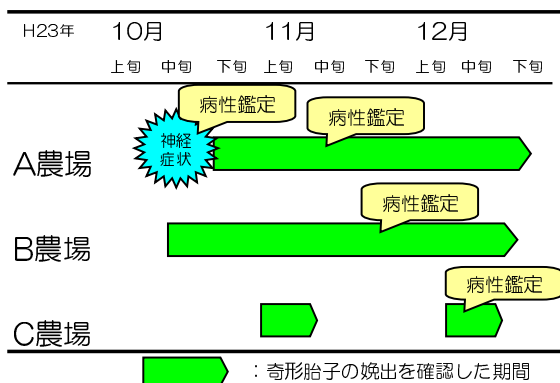 H23年 10月 11月 12月
上旬 中旬 下旬 上旬 中旬 下旬 上旬 中旬 下旬
病性鑑定
病性鑑定
神経
症状
A農場
病性鑑定
B農場
病性鑑定
C農場
：奇形胎子の娩出を確認した期間